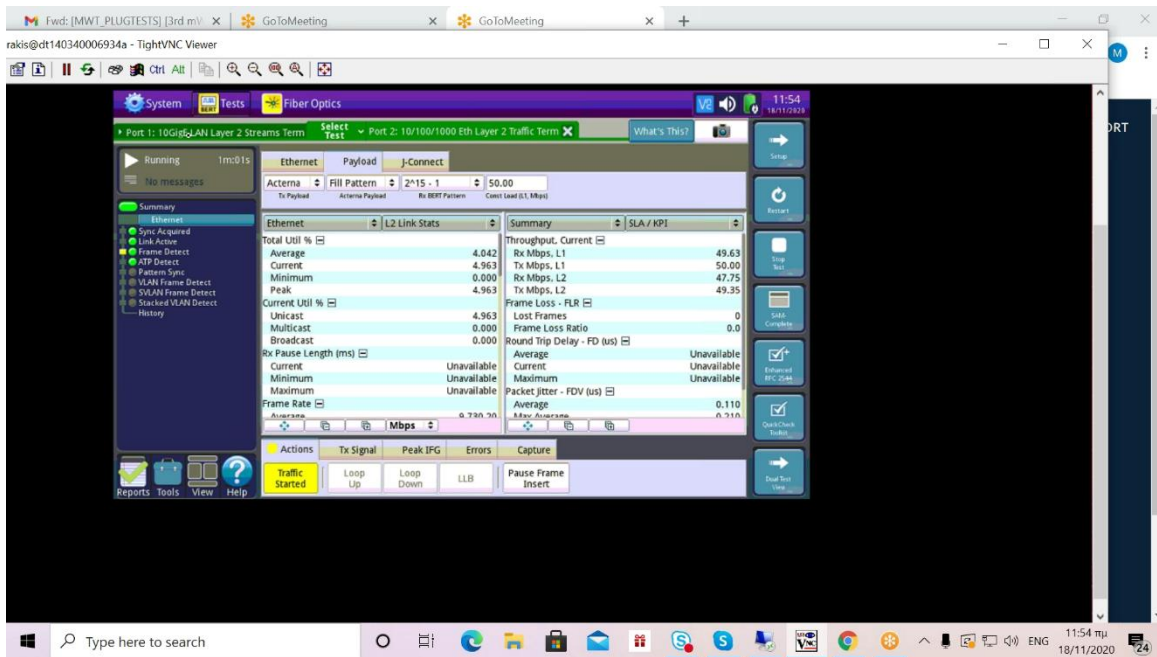 Fwd: [MWT_PLUGTESTS] [3rd mW
GoToMeeting
GoToMeeting
rakis@dt140340006934a - TightVNC Viewer
Ctrl Alt
M
ORT
System
Tests
Fiber Optics
11:54
18/11/2020
Port 1: 10GigE LAN Layer 2 Streams Term
Select Test
Port 2: 10/100/1000 Eth Layer 2 Traffic Term
What's This?
Running 1m:01s
No messages
Summary
Ethernet
Sync Acquired
Link Active
Frame Detect
ATP Detect
Pattern Sync
VLAN Frame Detect
SVLAN Frame Detect
Stacked VLAN Detect
History
Ethernet Payload J-Connect
Acterna Fill Pattern 2^15 - 1 50.00
Tx Payload Acterna Payload Rx BERT Pattern Const Load (L1, Mbps)
Ethernet L2 Link Stats
Total Util %
Average 4.042
Current 4.963
Minimum 0.000
Peak 4.963
Current Util %
Unicast 4.963
Multicast 0.000
Broadcast 0.000
Rx Pause Length (ms)
Current Unavailable
Minimum Unavailable
Maximum Unavailable
Frame Rate
Average 9,730.20
Mbps
Summary SLA / KPI
Throughput, Current
Rx Mbps, L1 49.63
Tx Mbps, L1 50.00
Rx Mbps, L2 47.75
Tx Mbps, L2 49.35
Frame Loss - FLR
Lost Frames 0
Frame Loss Ratio 0.0
Round Trip Delay - FD (us)
Average Unavailable
Current Unavailable
Maximum Unavailable
Packet Jitter - FDV (us)
Average 0.110
Max Average 0.210
Actions Tx Signal Peak IFG Errors Capture
Traffic Started
Loop Up
Loop Down
LLB
Pause Frame Insert
Setup
Restart
Stop Test
SAM-Complete
Enhanced RFC 2544
QuickCheck Toolkit
Dual Test View
Reports Tools View Help
Type here to search
ENG
11:54 πμ
18/11/2020
24